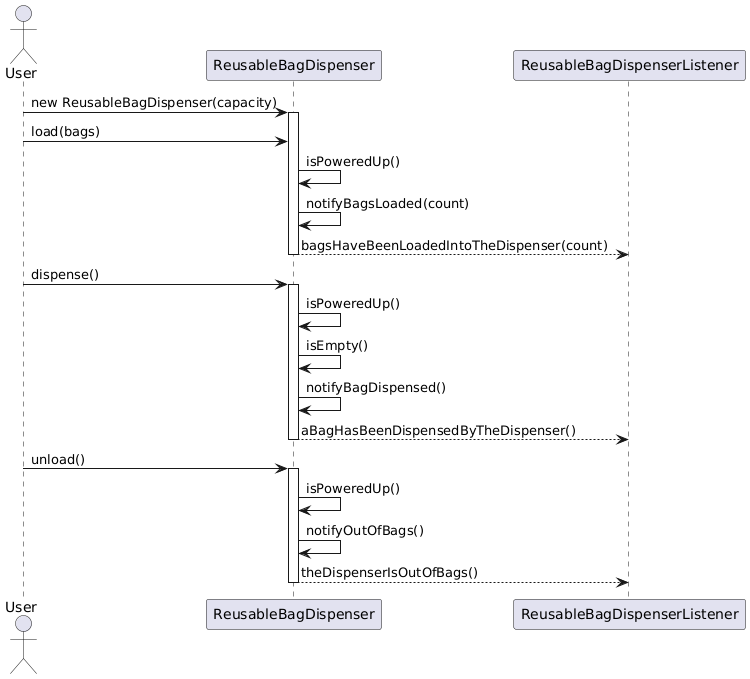 User
ReusableBagDispenser
ReusableBagDispenserListener
new ReusableBagDispenser(capacity)
load(bags)
isPoweredUp()
notifyBagsLoaded(count)
bagsHaveBeenLoadedIntoTheDispenser(count)
dispense()
isPoweredUp()
isEmpty()
notifyBagDispensed()
aBagHasBeenDispensedByTheDispenser()
unload()
isPoweredUp()
notifyOutOfBags()
theDispenserIsOutOfBags()
User
ReusableBagDispenser
ReusableBagDispenserListener